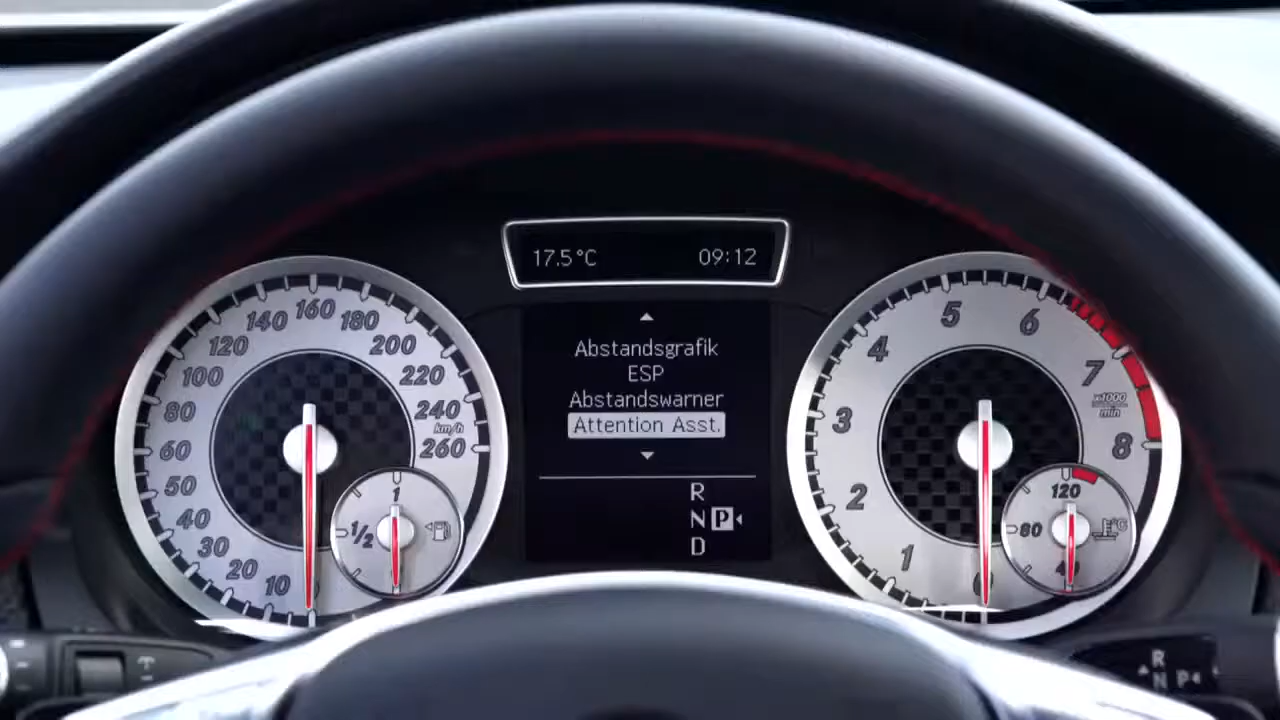 17.5°C 09:12
Abstandsgrafik
ESP
Abstandswarner
Attention Asst.
R
N P
D
10
20
30
40
50
60
80
100
120
140
160
180
200
220
240
km/h
260
1
1/2
0
1
2
3
4
5
6
7
x1000
min
8
120
80
40
°C
R
N P